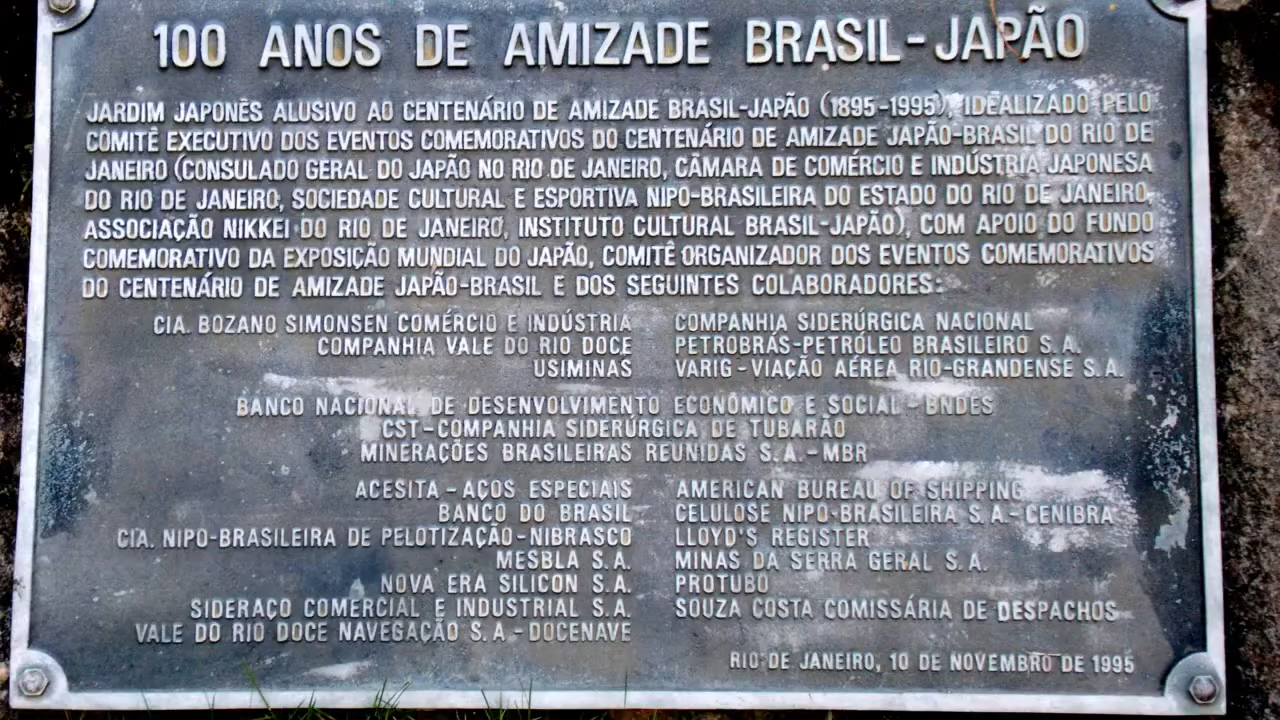 100 ANOS DE AMIZADE BRASIL-JAPÃO
JARDIM JAPONÊS ALUSIVO AO CENTENÁRIO DE AMIZADE BRASIL-JAPÃO (1895-1995), IDEALIZADO PELO
COMITÊ EXECUTIVO DOS EVENTOS COMEMORATIVOS DO CENTENÁRIO DE AMIZADE JAPÃO-BRASIL DO RIO DE
JANEIRO (CONSULADO GERAL DO JAPÃO NO RIO DE JANEIRO, CÂMARA DE COMÉRCIO E INDÚSTRIA JAPONESA
DO RIO DE JANEIRO, SOCIEDADE CULTURAL E ESPORTIVA NIPO-BRASILEIRA DO ESTADO DO RIO DE JANEIRO,
ASSOCIAÇÃO NIKKEI DO RIO DE JANEIRO, INSTITUTO CULTURAL BRASIL-JAPÃO), COM APOIO DO FUNDO
COMEMORATIVO DA EXPOSIÇÃO MUNDIAL DO JAPÃO, COMITÊ ORGANIZADOR DOS EVENTOS COMEMORATIVOS
DO CENTENÁRIO DE AMIZADE JAPÃO-BRASIL E DOS SEGUINTES COLABORADORES:
CIA. BOZANO SIMONSEN COMÉRCIO E INDÚSTRIA
COMPANHIA VALE DO RIO DOCE
USIMINAS
COMPANHIA SIDERÚRGICA NACIONAL
PETROBRÁS-PETRÓLEO BRASILEIRO S.A.
VARIG-VIAÇÃO AÉREA RIO-GRANDENSE S.A.
BANCO NACIONAL DE DESENVOLVIMENTO ECONÔMICO E SOCIAL-BNDES
CST-COMPANHIA SIDERÚRGICA DE TUBARÃO
MINERAÇÕES BRASILEIRAS REUNIDAS S.A.-MBR
ACESITA-AÇOS ESPECIAIS
BANCO DO BRASIL
CIA. NIPO-BRASILEIRA DE PELOTIZAÇÃO-NIBRASCO
MESBLA S.A.
NOVA ERA SILICON S.A.
SIDERAÇO COMERCIAL E INDUSTRIAL S.A.
VALE DO RIO DOCE NAVEGAÇÃO S.A-DOCENAVE
AMERICAN BUREAU OF SHIPPING
CELULOSE NIPO-BRASILEIRA S.A.-CENIBRA
LLOYD'S REGISTER
MINAS DA SERRA GERAL S.A.
PROTUBO
SOUZA COSTA COMISSÁRIA DE DESPACHOS
RIO DE JANEIRO, 10 DE NOVEMBRO DE 1995